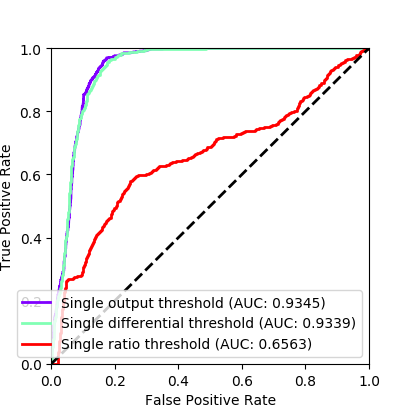 1.0
0.8
0.6
0.4
0.2
0.0
True Positive Rate
Single output threshold (AUC: 0.9345)
Single differential threshold (AUC: 0.9339)
Single ratio threshold (AUC: 0.6563)
0.0 0.2 0.4 0.6 0.8 1.0
False Positive Rate